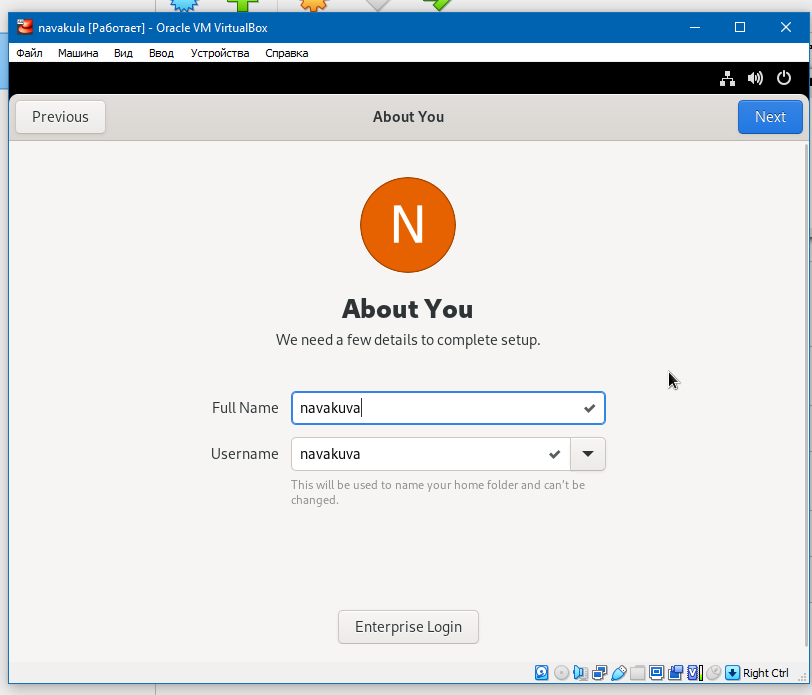 navakula [Работает] - Oracle VM VirtualBox
Файл Машина Вид Ввод Устройства Справка
Previous About You Next
N
About You
We need a few details to complete setup.
Full Name navakuva
Username navakuva
This will be used to name your home folder and can't be
changed.
Enterprise Login
Right Ctrl